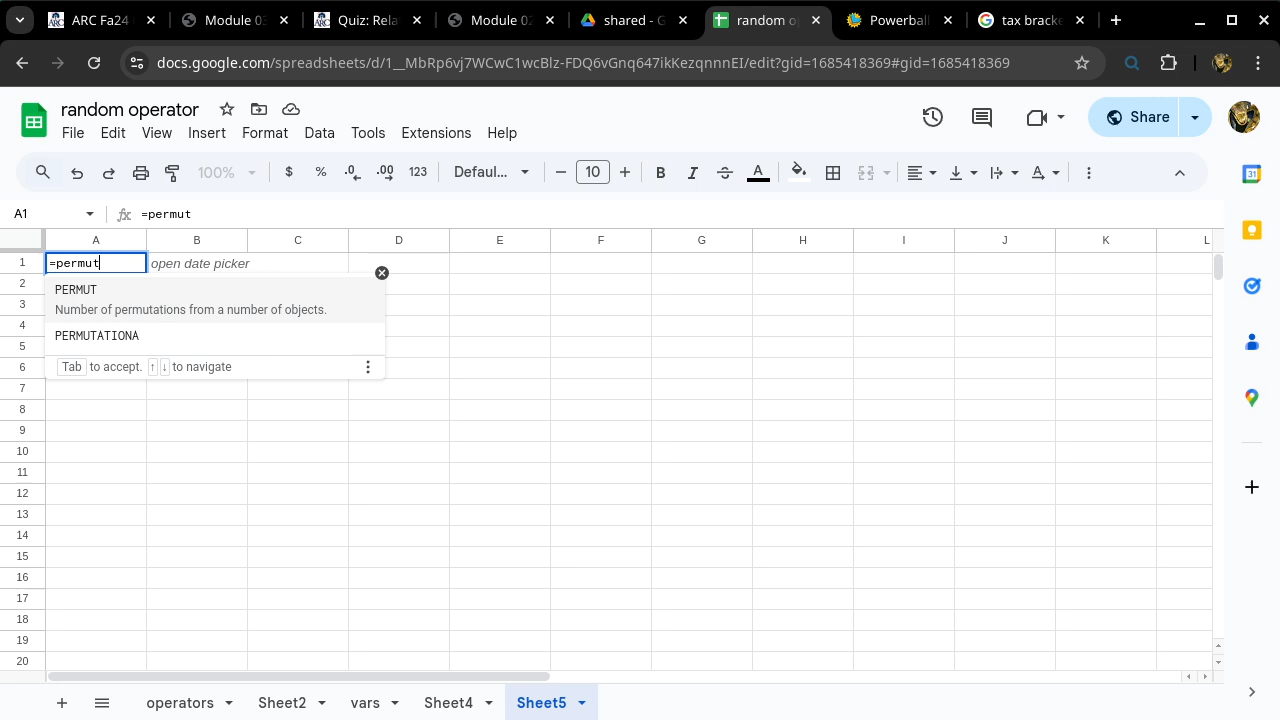 ARC Fa24
Module 03
Quiz: Rela
Module 02
shared - G
random op
Powerball
tax bracke
docs.google.com/spreadsheets/d/1__MbRp6vj7WCwC1wcBlz-FDQ6vGnq647ikKezqnnnEI/edit?gid=1685418369#gid=1685418369
random operator
File Edit View Insert Format Data Tools Extensions Help
Share
100% $ % .0 .00 123 Defaul... 10 B I A A
A1 fx =permut
A B C D E F G H I J K L
1 =permut open date picker
2
PERMUT
3
Number of permutations from a number of objects.
4
PERMUTATIONA
5
6 Tab to accept. ↑ ↓ to navigate
7
8
9
10
11
12
13
14
15
16
17
18
19
20
operators Sheet2 vars Sheet4 Sheet5
31